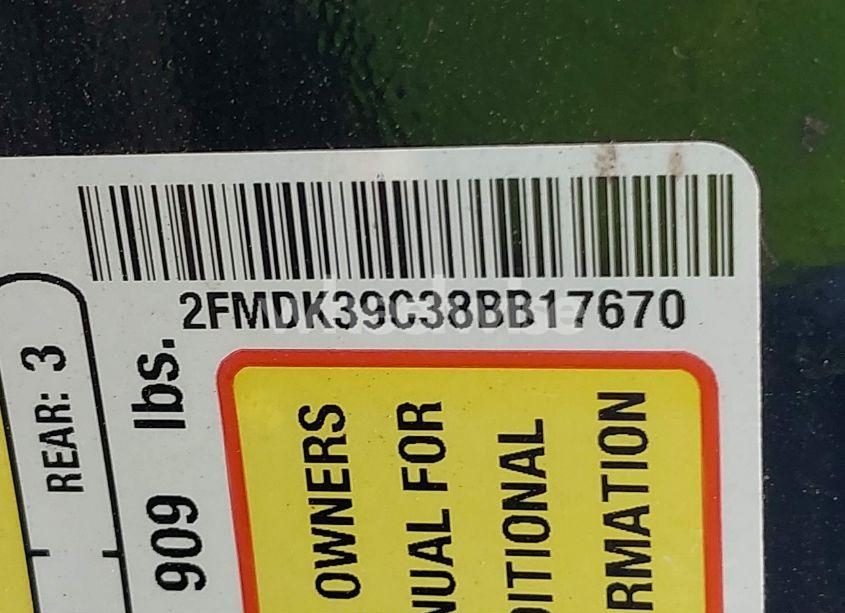 2FMDK39C38BB17670
REAR: 3
909 lbs.
OWNERS
NUAL FOR
DITIONAL
RMATION